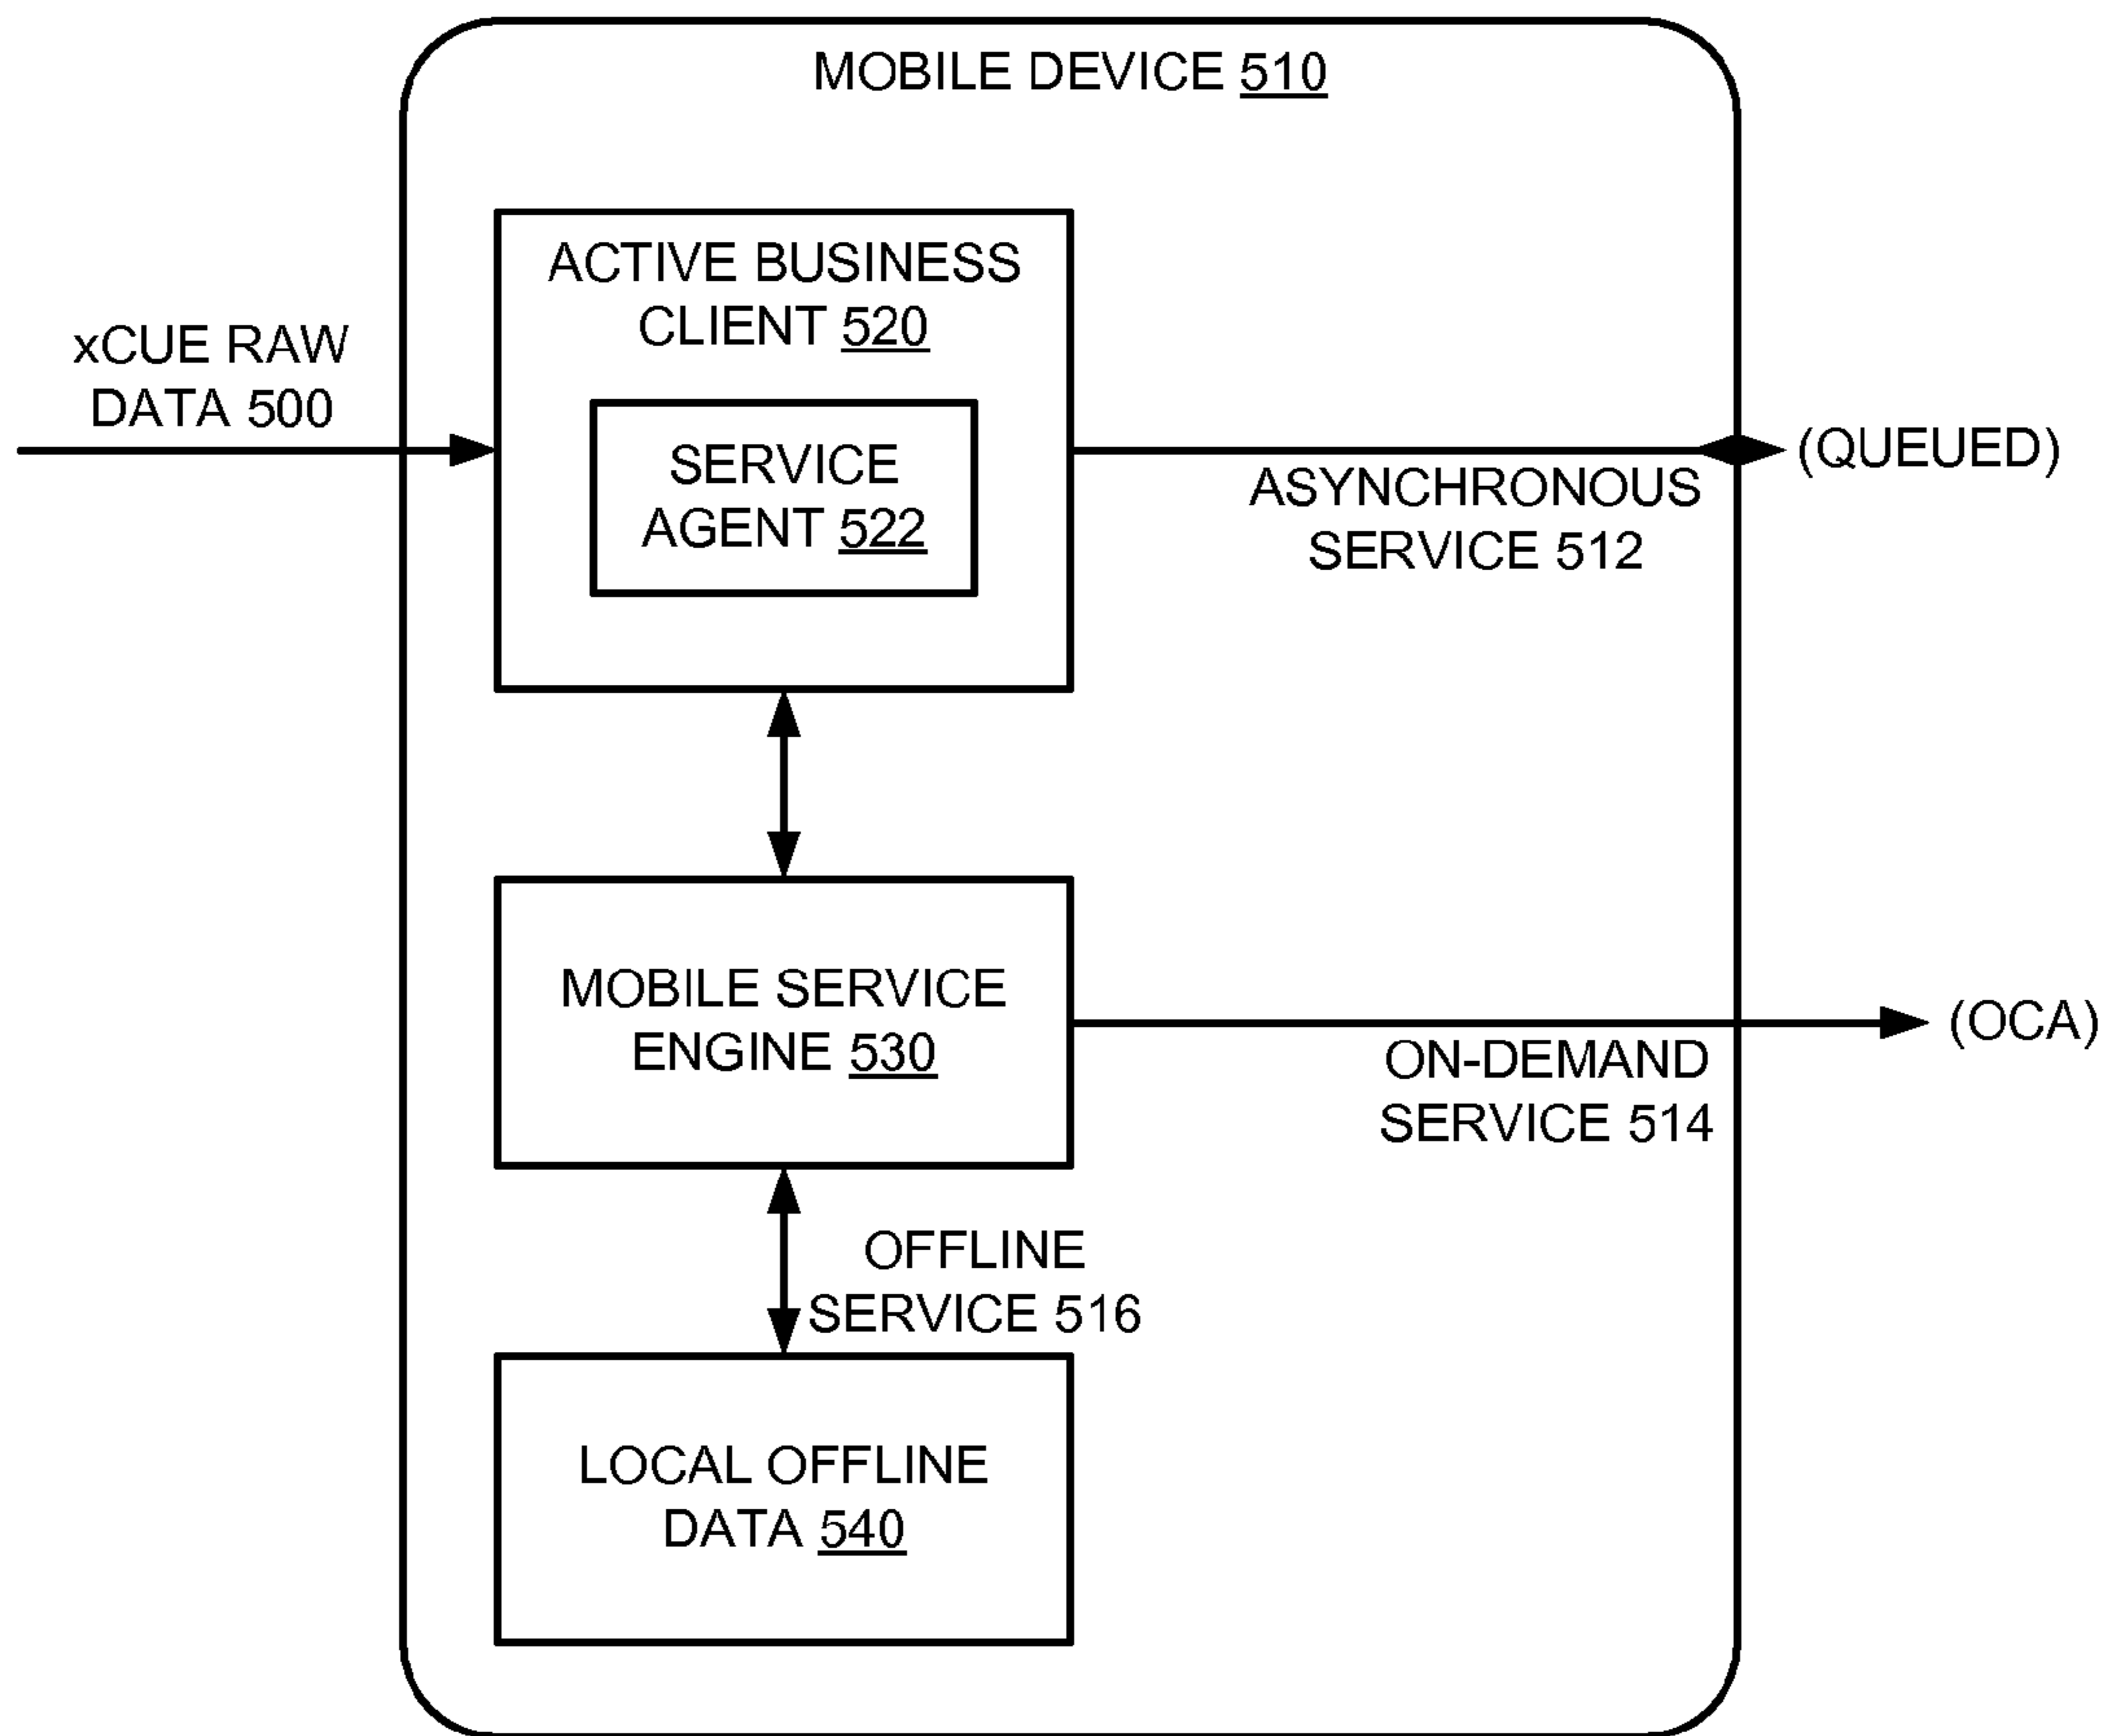 MOBILE DEVICE 510
ACTIVE BUSINESS
CLIENT 520
xCUE RAW
DATA 500
SERVICE
AGENT 522
(QUEUED)
ASYNCHRONOUS
SERVICE 512
MOBILE SERVICE
ENGINE 530
(OCA)
ON-DEMAND
SERVICE 514
OFFLINE
SERVICE 516
LOCAL OFFLINE
DATA 540